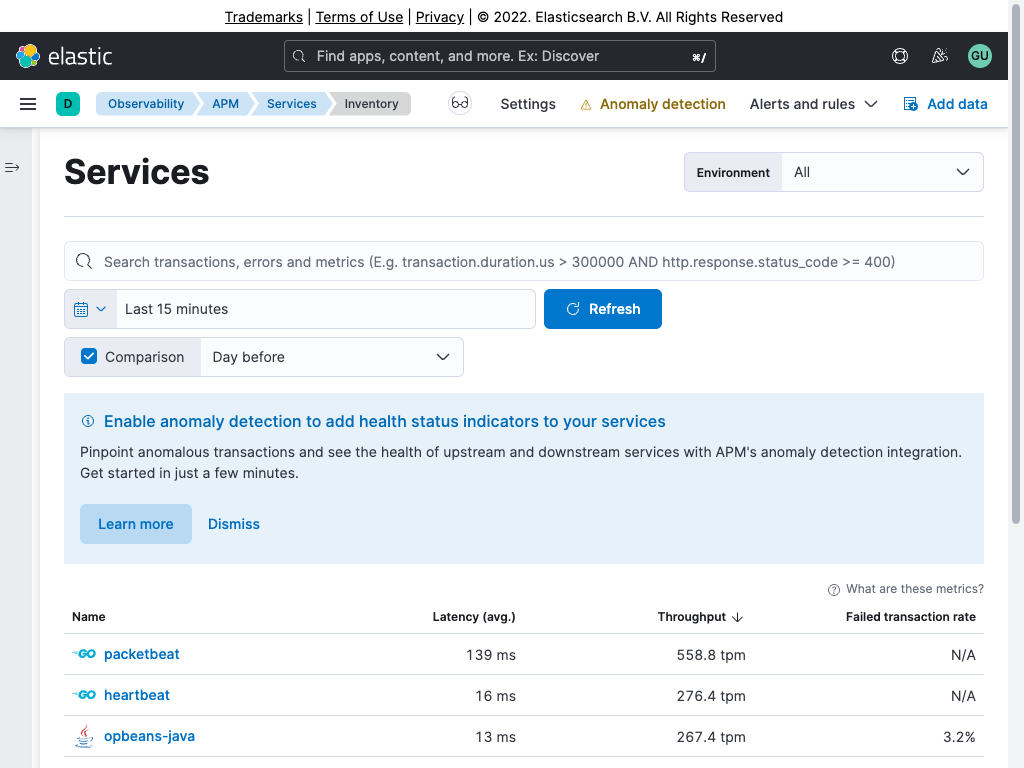 Trademarks | Terms of Use | Privacy | © 2022. Elasticsearch B.V. All Rights Reserved
elastic
Find apps, content, and more. Ex: Discover
⌘/
GU
D
Observability
APM
Services
Inventory
Settings
Anomaly detection
Alerts and rules
Add data
Services
Environment
All
Search transactions, errors and metrics (E.g. transaction.duration.us > 300000 AND http.response.status_code >= 400)
Last 15 minutes
Refresh
Comparison
Day before
Enable anomaly detection to add health status indicators to your services
Pinpoint anomalous transactions and see the health of upstream and downstream services with APM's anomaly detection integration.
Get started in just a few minutes.
Learn more
Dismiss
What are these metrics?
Name Latency (avg.) Throughput Failed transaction rate
GO packetbeat 139 ms 558.8 tpm N/A
GO heartbeat 16 ms 276.4 tpm N/A
opbeans-java 13 ms 267.4 tpm 3.2%